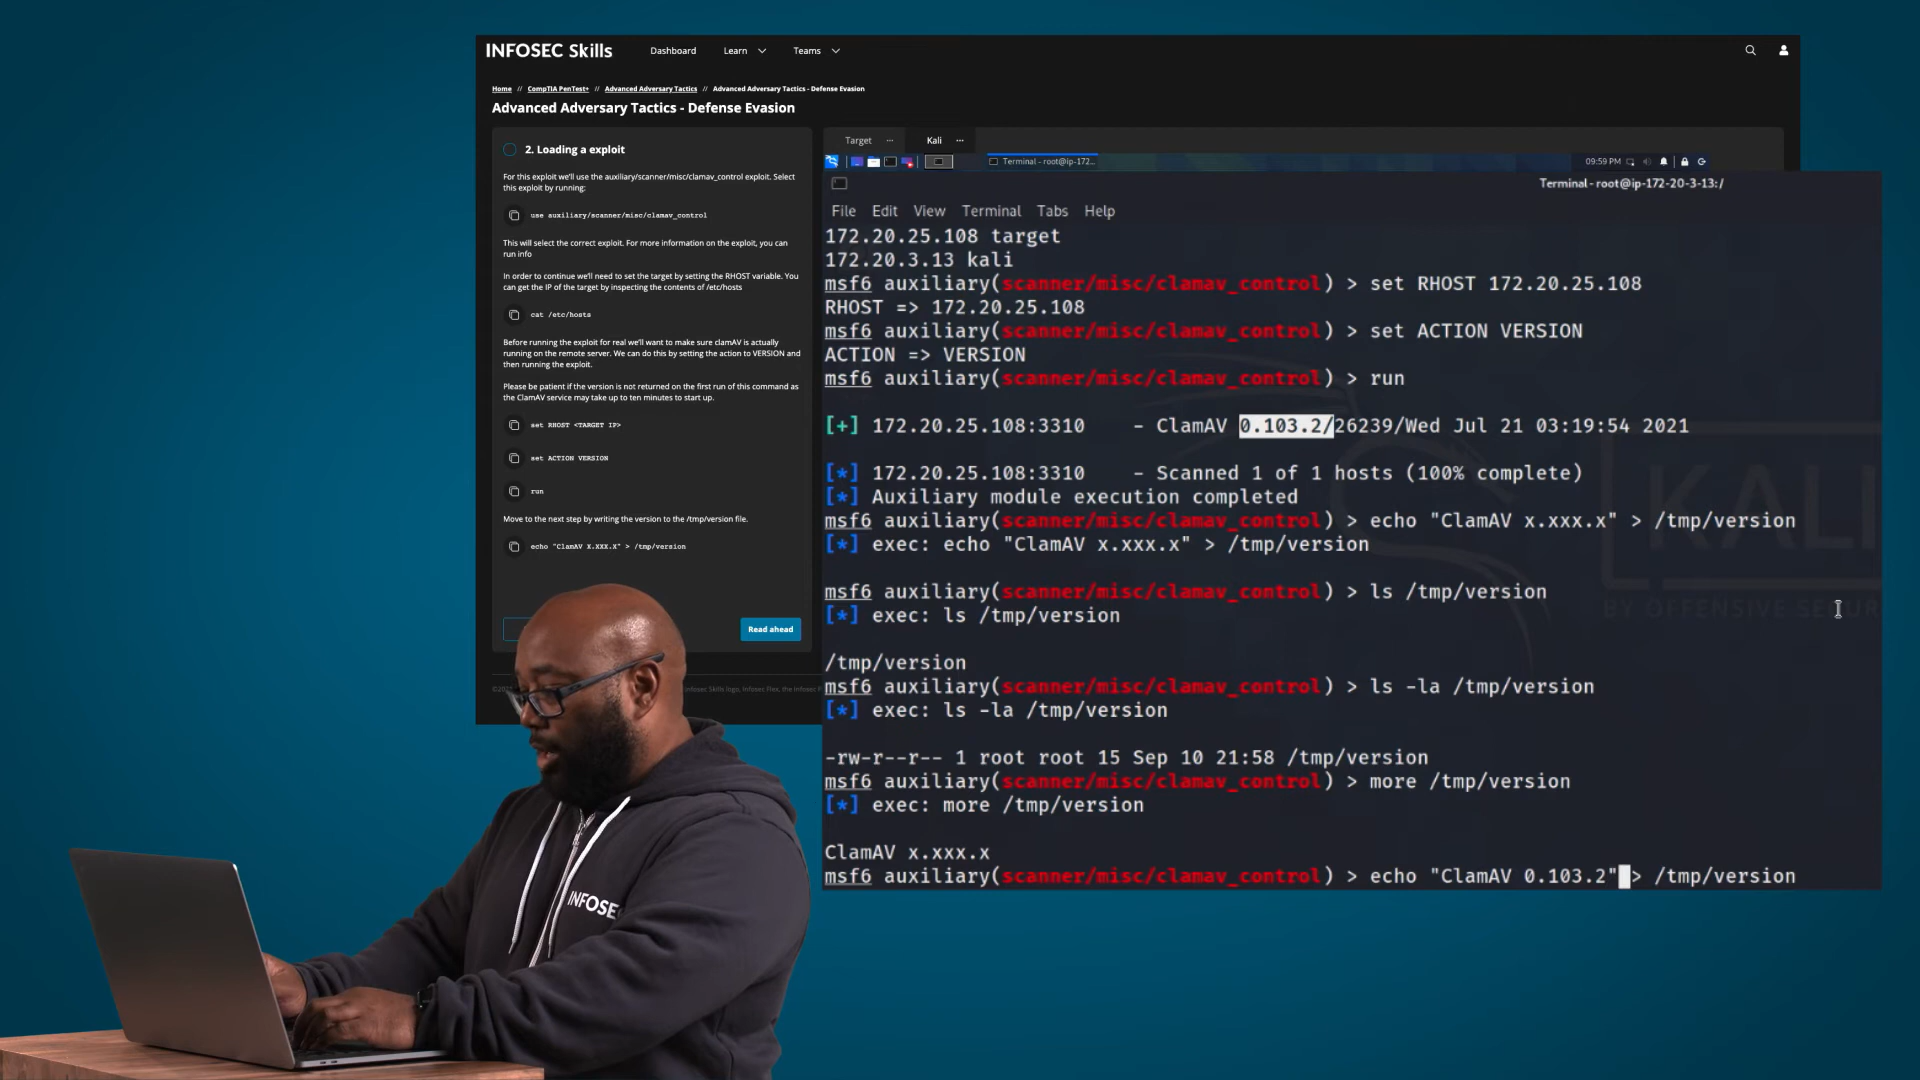 INFOSEC Skills
Dashboard
Learn
Teams
Home // CompTIA PenTest+ // Advanced Adversary Tactics // Advanced Adversary Tactics - Defense Evasion
Advanced Adversary Tactics - Defense Evasion
2. Loading a exploit
For this exploit we'll use the auxiliary/scanner/misc/clamav_control exploit. Select
this exploit by running:
use auxiliary/scanner/misc/clamav_control
This will select the correct exploit. For more information on the exploit, you can
run info
In order to continue we'll need to set the target by setting the RHOST variable. You
can get the IP of the target by inspecting the contents of /etc/hosts
cat /etc/hosts
Before running the exploit for real we'll want to make sure clamAV is actually
running on the remote server. We can do this by setting the action to VERSION and
then running the exploit.
Please be patient if the version is not returned on the first run of this command as
the ClamAV service may take up to ten minutes to start up.
set RHOST <TARGET IP>
set ACTION VERSION
run
Move to the next step by writing the version to the /tmp/version file.
echo "ClamAV X.XXX.X" > /tmp/version
Read ahead
Target ...
Kali ...
Terminal - root@ip-172...
09:59 PM
Terminal - root@ip-172-20-3-13:/
File Edit View Terminal Tabs Help
172.20.25.108 target
172.20.3.13 kali
msf6 auxiliary(scanner/misc/clamav_control) > set RHOST 172.20.25.108
RHOST => 172.20.25.108
msf6 auxiliary(scanner/misc/clamav_control) > set ACTION VERSION
ACTION => VERSION
msf6 auxiliary(scanner/misc/clamav_control) > run
[+] 172.20.25.108:3310 - ClamAV 0.103.2/26239/Wed Jul 21 03:19:54 2021
[*] 172.20.25.108:3310 - Scanned 1 of 1 hosts (100% complete)
[*] Auxiliary module execution completed
msf6 auxiliary(scanner/misc/clamav_control) > echo "ClamAV x.xxx.x" > /tmp/version
[*] exec: echo "ClamAV x.xxx.x" > /tmp/version
msf6 auxiliary(scanner/misc/clamav_control) > ls /tmp/version
[*] exec: ls /tmp/version
/tmp/version
msf6 auxiliary(scanner/misc/clamav_control) > ls -la /tmp/version
[*] exec: ls -la /tmp/version
-rw-r--r-- 1 root root 15 Sep 10 21:58 /tmp/version
msf6 auxiliary(scanner/misc/clamav_control) > more /tmp/version
[*] exec: more /tmp/version
ClamAV x.xxx.x
msf6 auxiliary(scanner/misc/clamav_control) > echo "ClamAV 0.103.2" > /tmp/version
KALI
BY OFFENSIVE SECUR
INFOSEC